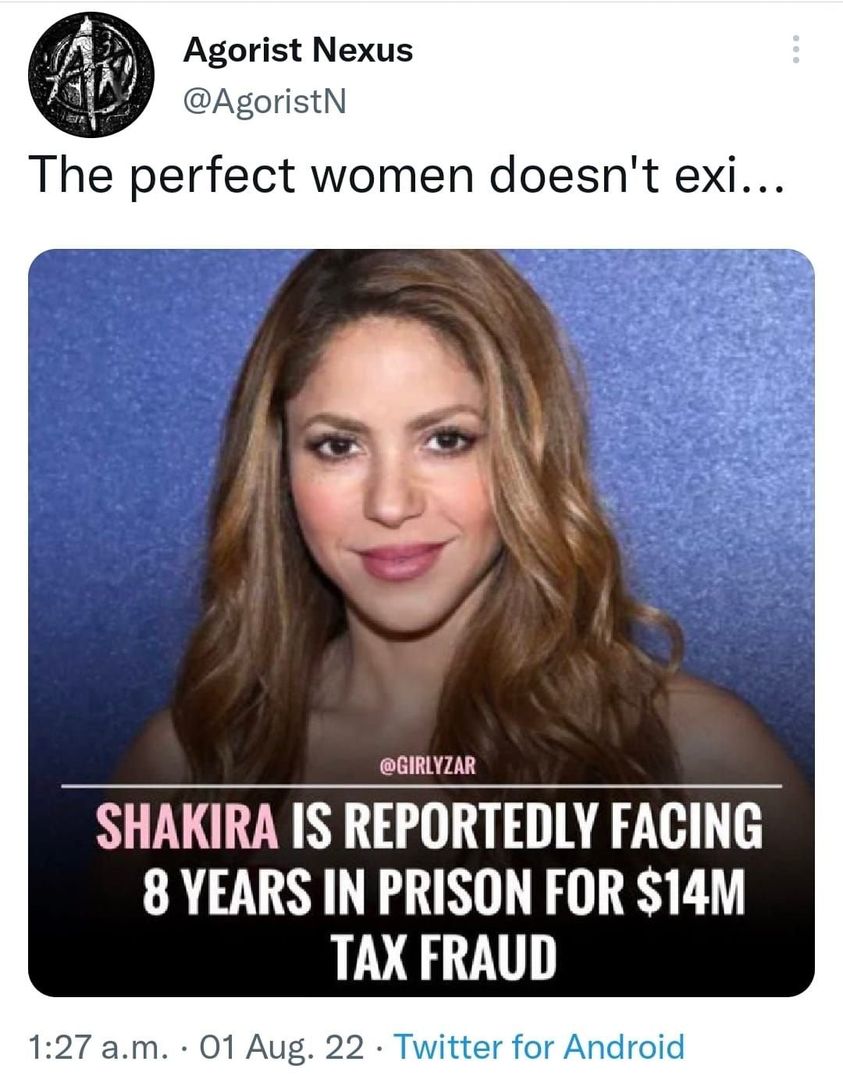 Agorist Nexus
@AgoristN
The perfect women doesn't exi...
@GIRLYZAR
SHAKIRA IS REPORTEDLY FACING
8 YEARS IN PRISON FOR $14M
TAX FRAUD
1:27 a.m. · 01 Aug. 22 · Twitter for Android